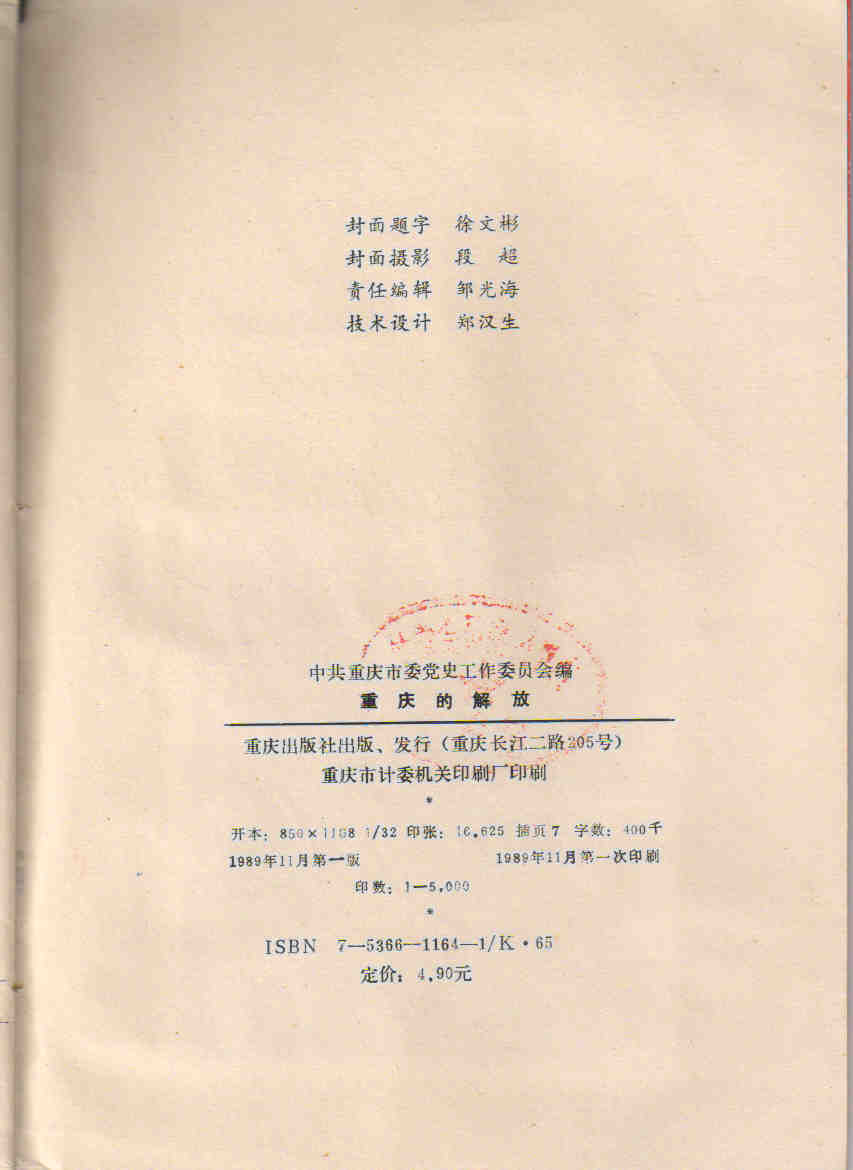 封面题字 徐文彬
封面摄影 段 超
责任编辑 邹光海
技术设计 郑汉生
中共重庆市委党史工作委员会编
重庆的解放
重庆出版社出版、发行（重庆长江二路205号）
重庆市计委机关印刷厂印刷
*
开本：850×1168 1/32 印张：16.625 插页7 字数：400千
1989年11月第一版 1989年11月第一次印刷
印数：1—5,000
*
ISBN 7—5366—1164—1/K·65
定价：4.90元